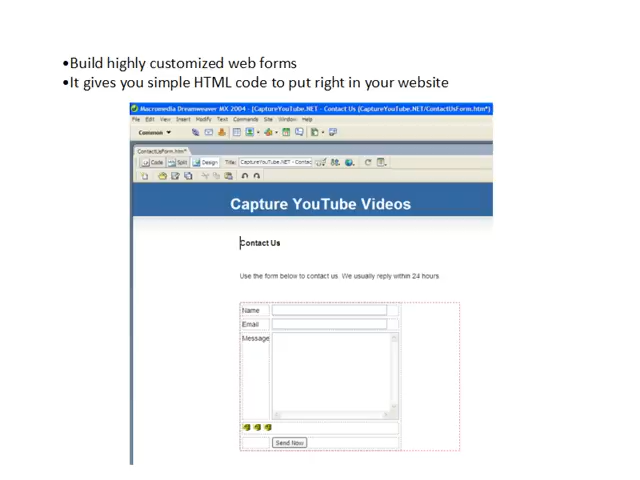 •Build highly customized web forms
•It gives you simple HTML code to put right in your website
Macromedia Dreamweaver MX 2004 - [CaptureYouTube.NET - Contact Us (CaptureYouTube.NET/ContactUsForm.htm*)
File Edit View Insert Modify Text Commands Site Window Help
Common
ContactUsForm.htm*
Code Split Design Title: CaptureYouTube.NET - Contac
Capture YouTube Videos
Contact Us
Use the form below to contact us. We usually reply within 24 hours
Name
Email
Message
Send Now